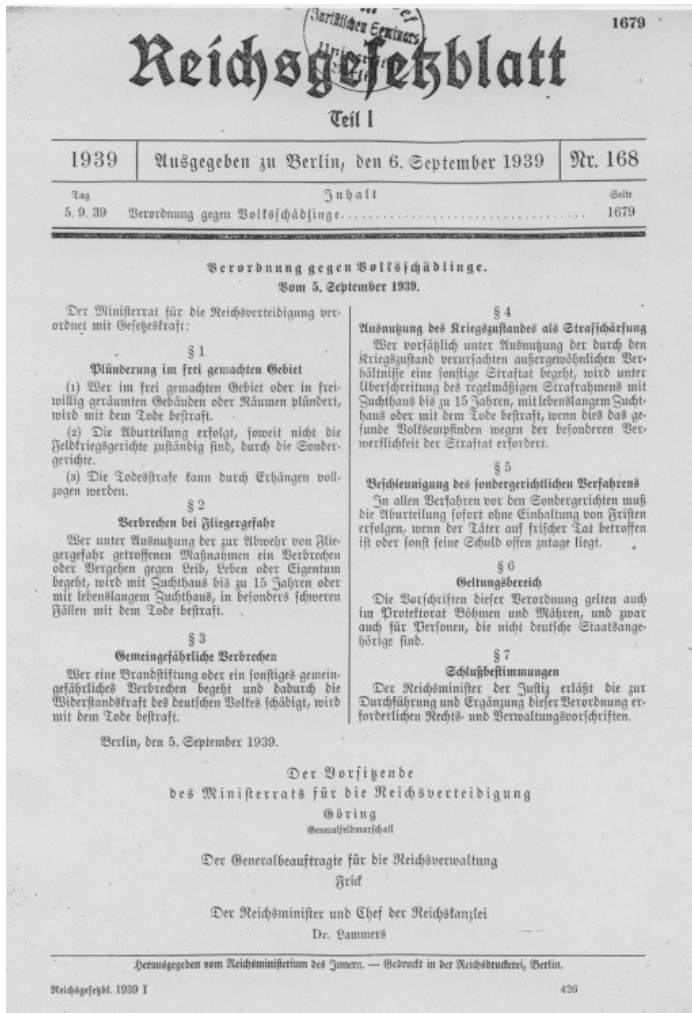 1679
Juristischen Seminars
Reichsgesetzblatt
Teil I
1939 Ausgegeben zu Berlin, den 6. September 1939 Nr. 168
Tag Inhalt Seite
5. 9. 39 Verordnung gegen Volksschädlinge. 1679
Verordnung gegen Volksschädlinge.
Vom 5. September 1939.
Der Ministerrat für die Reichsverteidigung ver-
ordnet mit Gesetzeskraft:
§ 1
Plünderung im frei gemachten Gebiet
(1) Wer im frei gemachten Gebiet oder in frei-
willig geräumten Gebäuden oder Räumen plündert,
wird mit dem Tode bestraft.
(2) Die Aburteilung erfolgt, soweit nicht die
Feldkriegsgerichte zuständig sind, durch die Sonder-
gerichte.
(3) Die Todesstrafe kann durch Erhängen voll-
zogen werden.
§ 2
Verbrechen bei Fliegergefahr
Wer unter Ausnutzung der zur Abwehr von Flie-
gergefahr getroffenen Maßnahmen ein Verbrechen
oder Vergehen gegen Leib, Leben oder Eigentum
begeht, wird mit Zuchthaus bis zu 15 Jahren oder
mit lebenslangem Zuchthaus, in besonders schweren
Fällen mit dem Tode bestraft.
§ 3
Gemeingefährliche Verbrechen
Wer eine Brandstiftung oder ein sonstiges gemein-
gefährliches Verbrechen begeht und dadurch die
Widerstandskraft des deutschen Volkes schädigt, wird
mit dem Tode bestraft.
§ 4
Ausnutzung des Kriegszustandes als Strafschärfung
Wer vorsätzlich unter Ausnutzung der durch den
Kriegszustand verursachten außergewöhnlichen Ver-
hältnisse eine sonstige Straftat begeht, wird unter
Überschreitung des regelmäßigen Strafrahmens mit
Zuchthaus bis zu 15 Jahren, mit lebenslangem Zucht-
haus oder mit dem Tode bestraft, wenn dies das ge-
sunde Volksempfinden wegen der besonderen Ver-
werflichkeit der Straftat erfordert.
§ 5
Beschleunigung des sondergerichtlichen Verfahrens
In allen Verfahren vor den Sondergerichten muß
die Aburteilung sofort ohne Einhaltung von Fristen
erfolgen, wenn der Täter auf frischer Tat betroffen
ist oder sonst seine Schuld offen zutage liegt.
§ 6
Geltungsbereich
Die Vorschriften dieser Verordnung gelten auch
im Protektorat Böhmen und Mähren, und zwar
auch für Personen, die nicht deutsche Staatsange-
hörige sind.
§ 7
Schlußbestimmungen
Der Reichsminister der Justiz erläßt die zur
Durchführung und Ergänzung dieser Verordnung er-
forderlichen Rechts- und Verwaltungsvorschriften.
Berlin, den 5. September 1939.
Der Vorsitzende
des Ministerrats für die Reichsverteidigung
Göring
Generalfeldmarschall
Der Generalbeauftragte für die Reichsverwaltung
Frick
Der Reichsminister und Chef der Reichskanzlei
Dr. Lammers
Herausgegeben vom Reichsministerium des Innern. — Gedruckt in der Reichsdruckerei, Berlin.
Reichsgesetzbl. 1939 I 426